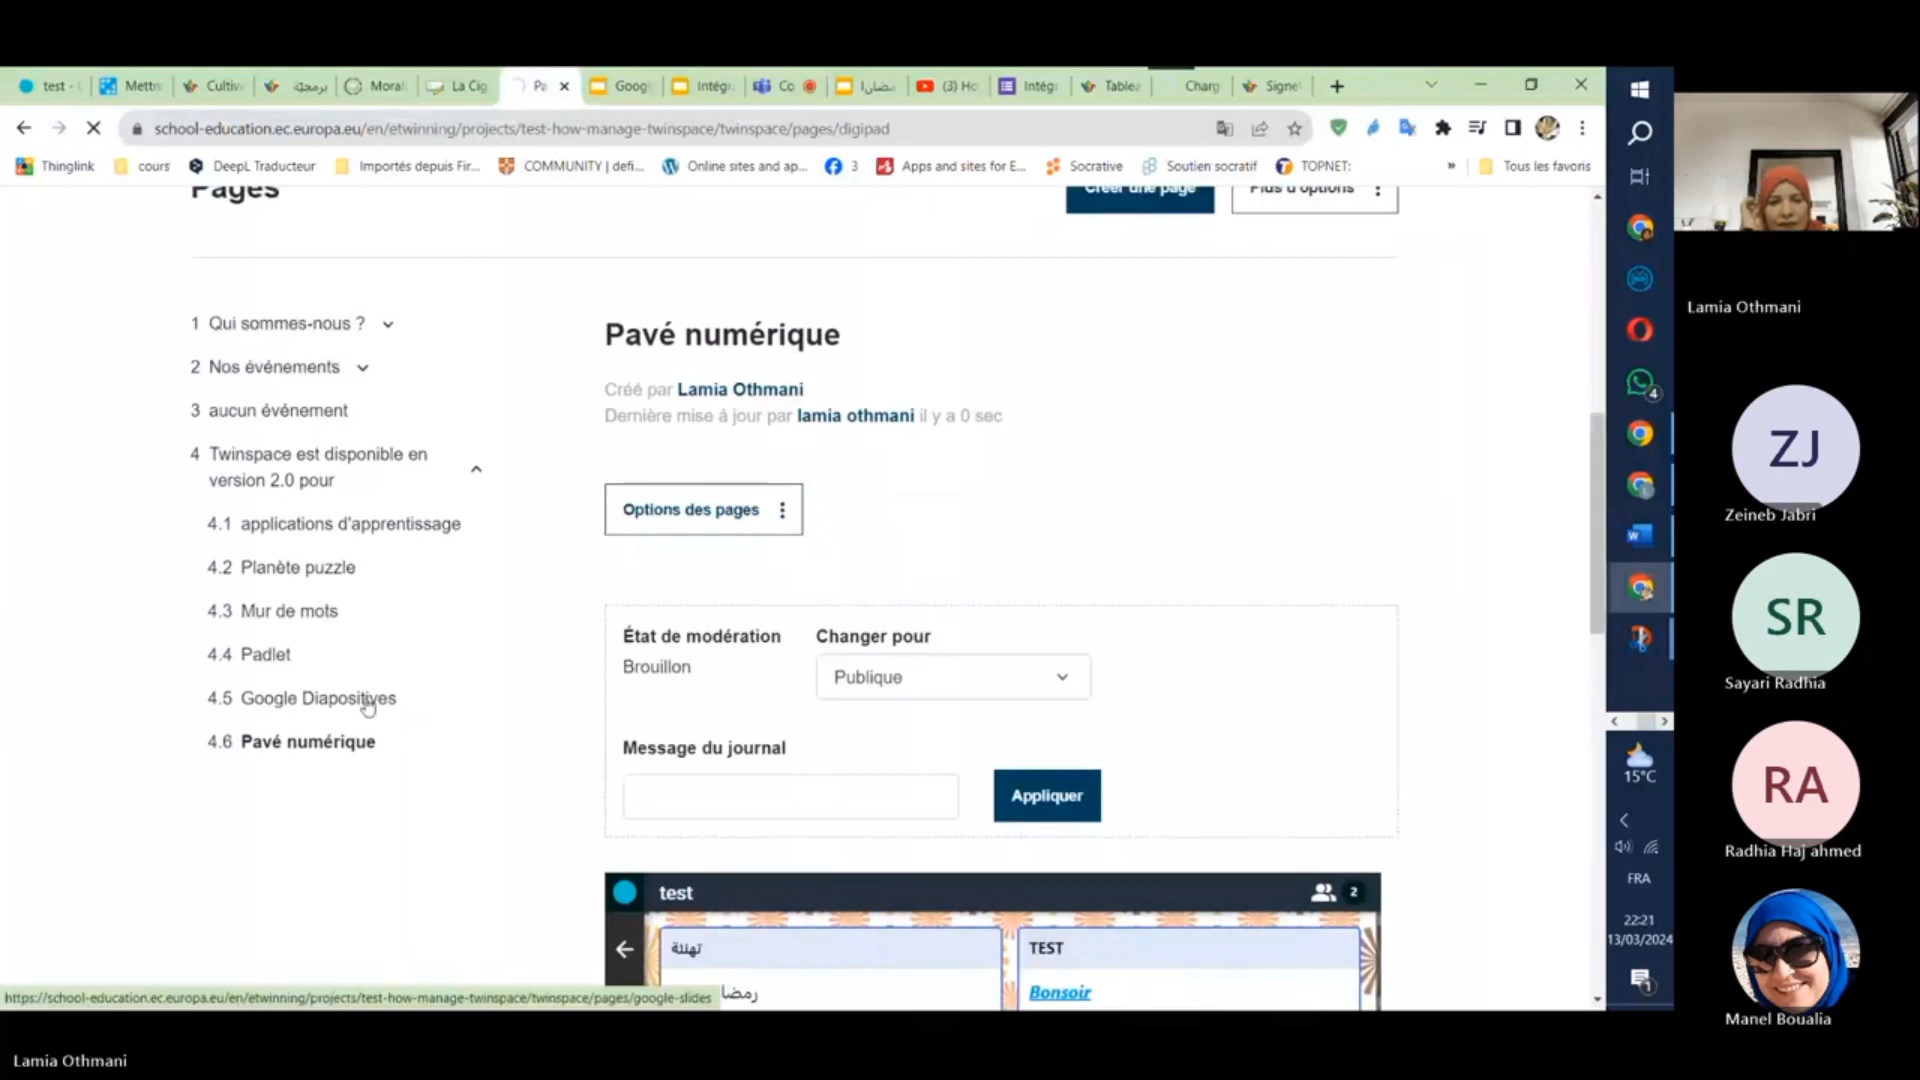 test -
Mettr
Cultiv
برمجيّة
Moral
La Cig
Pa
Goog
Intégr
Co
(3) Ho
Intégr
Tablea
Charg
Signe
school-education.ec.europa.eu/en/etwinning/projects/test-how-manage-twinspace/twinspace/pages/digipad
Thinglink
cours
DeepL Traducteur
Importés depuis Fir...
COMMUNITY | defi...
Online sites and ap...
3
Apps and sites for E...
Socrative
Soutien socratif
TOPNET:
»
Tous les favoris
Pages
Créer une page
Plus d'options
1 Qui sommes-nous ?
2 Nos événements
3 aucun événement
4 Twinspace est disponible en
version 2.0 pour
4.1 applications d'apprentissage
4.2 Planète puzzle
4.3 Mur de mots
4.4 Padlet
4.5 Google Diapositives
4.6 Pavé numérique
Pavé numérique
Créé par Lamia Othmani
Dernière mise à jour par lamia othmani il y a 0 sec
Options des pages
État de modération
Brouillon
Changer pour
Publique
Message du journal
Appliquer
test
2
تهنئة
رمضا
TEST
Bonsoir
https://school-education.ec.europa.eu/en/etwinning/projects/test-how-manage-twinspace/twinspace/pages/google-slides
4
15°C
FRA
22:21
13/03/2024
1
Lamia Othmani
ZJ
Zeineb Jabri
SR
Sayari Radhia
RA
Radhia Haj ahmed
Manel Boualia
Lamia Othmani